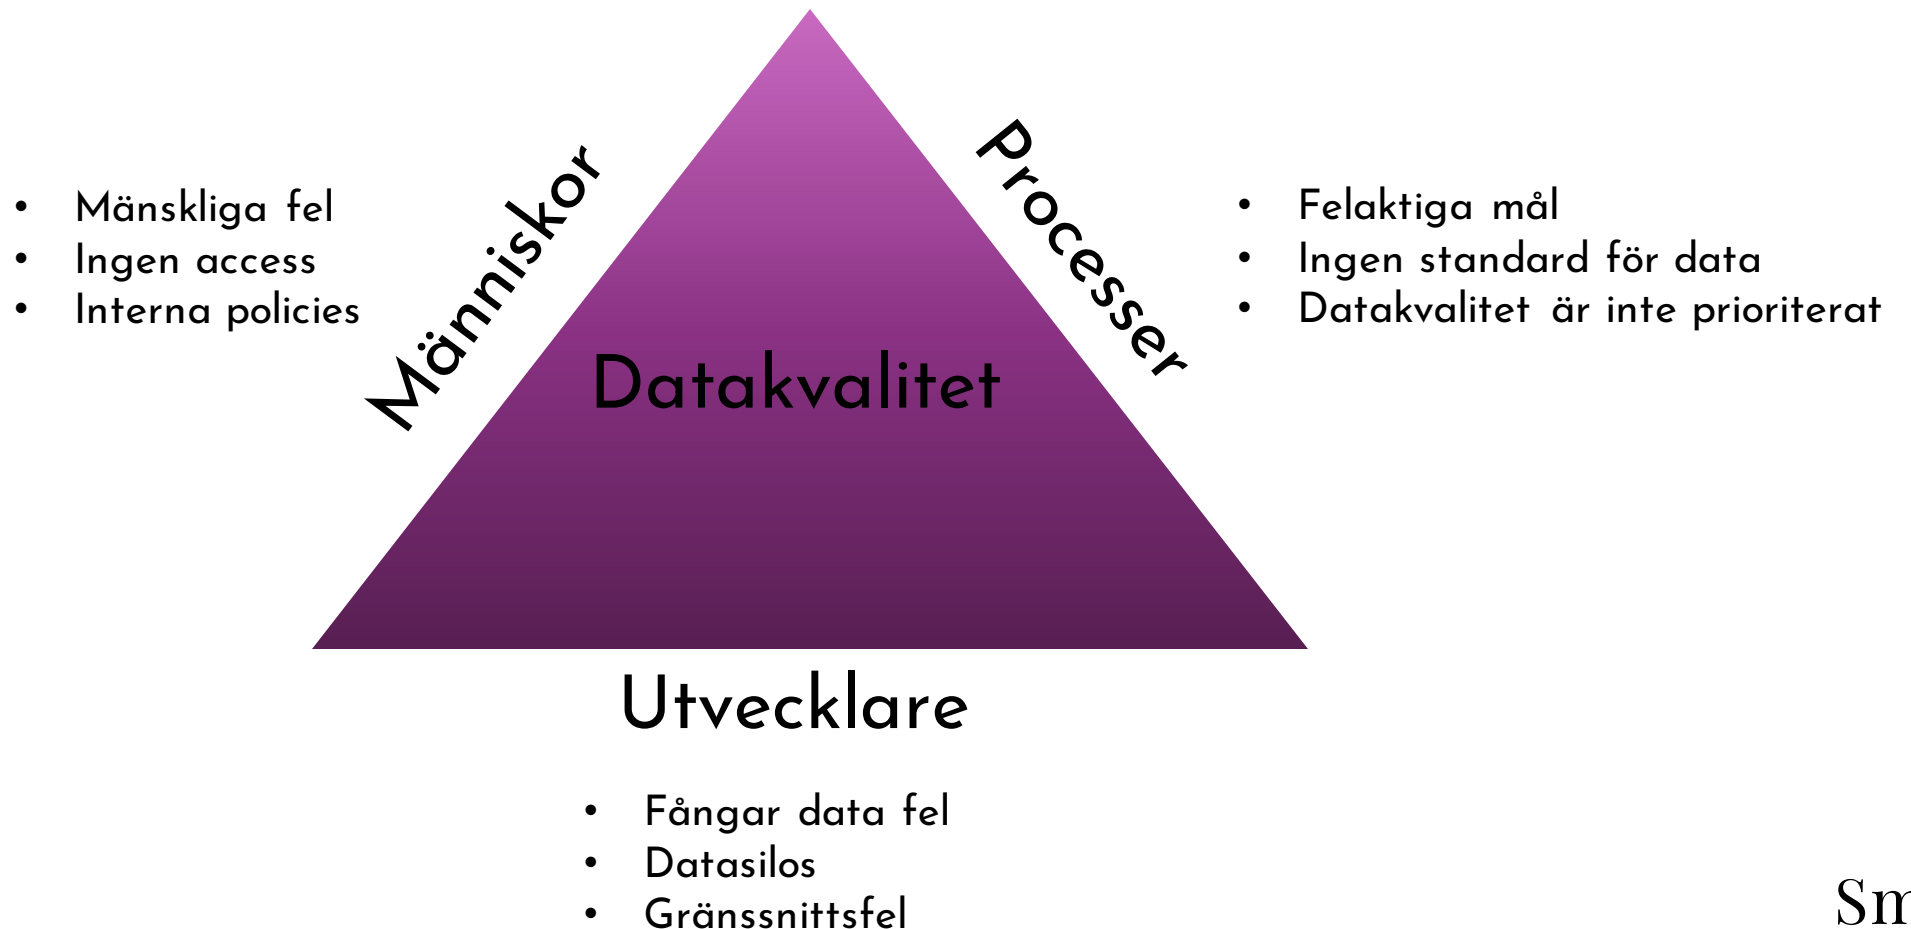 Människor
• Mänskliga fel
• Ingen access
• Interna policies
Processer
• Felaktiga mål
• Ingen standard för data
• Datakvalitet är inte prioriterat
Datakvalitet
Utvecklare
• Fångar data fel
• Datasilos
• Gränssnittsfel